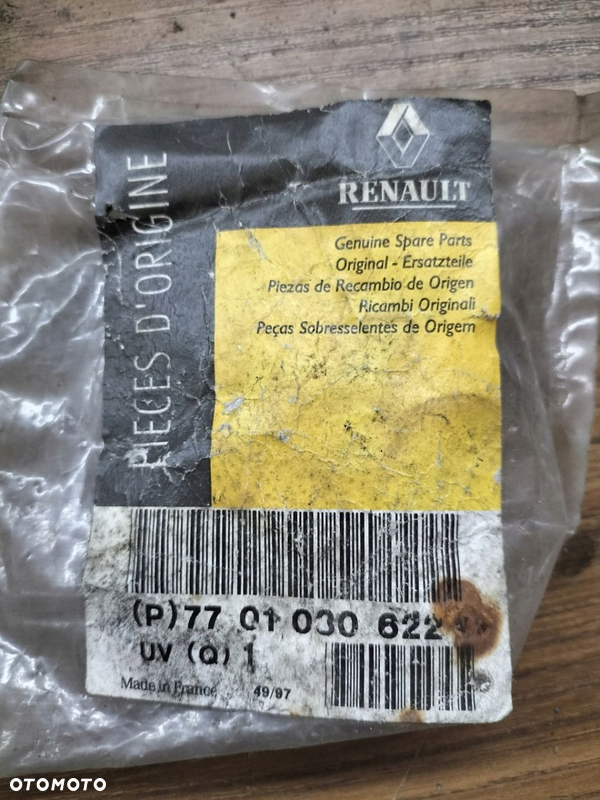 PIECES D'ORIGINE
RENAULT
Genuine Spare Parts
Original - Ersatzteile
Piezas de Recambio de Origen
Ricambi Originali
Peças Sobresselentes de Origem
(P)77 01 030 622
UV (Q) 1
Made in France 49/97
OTOMOTO